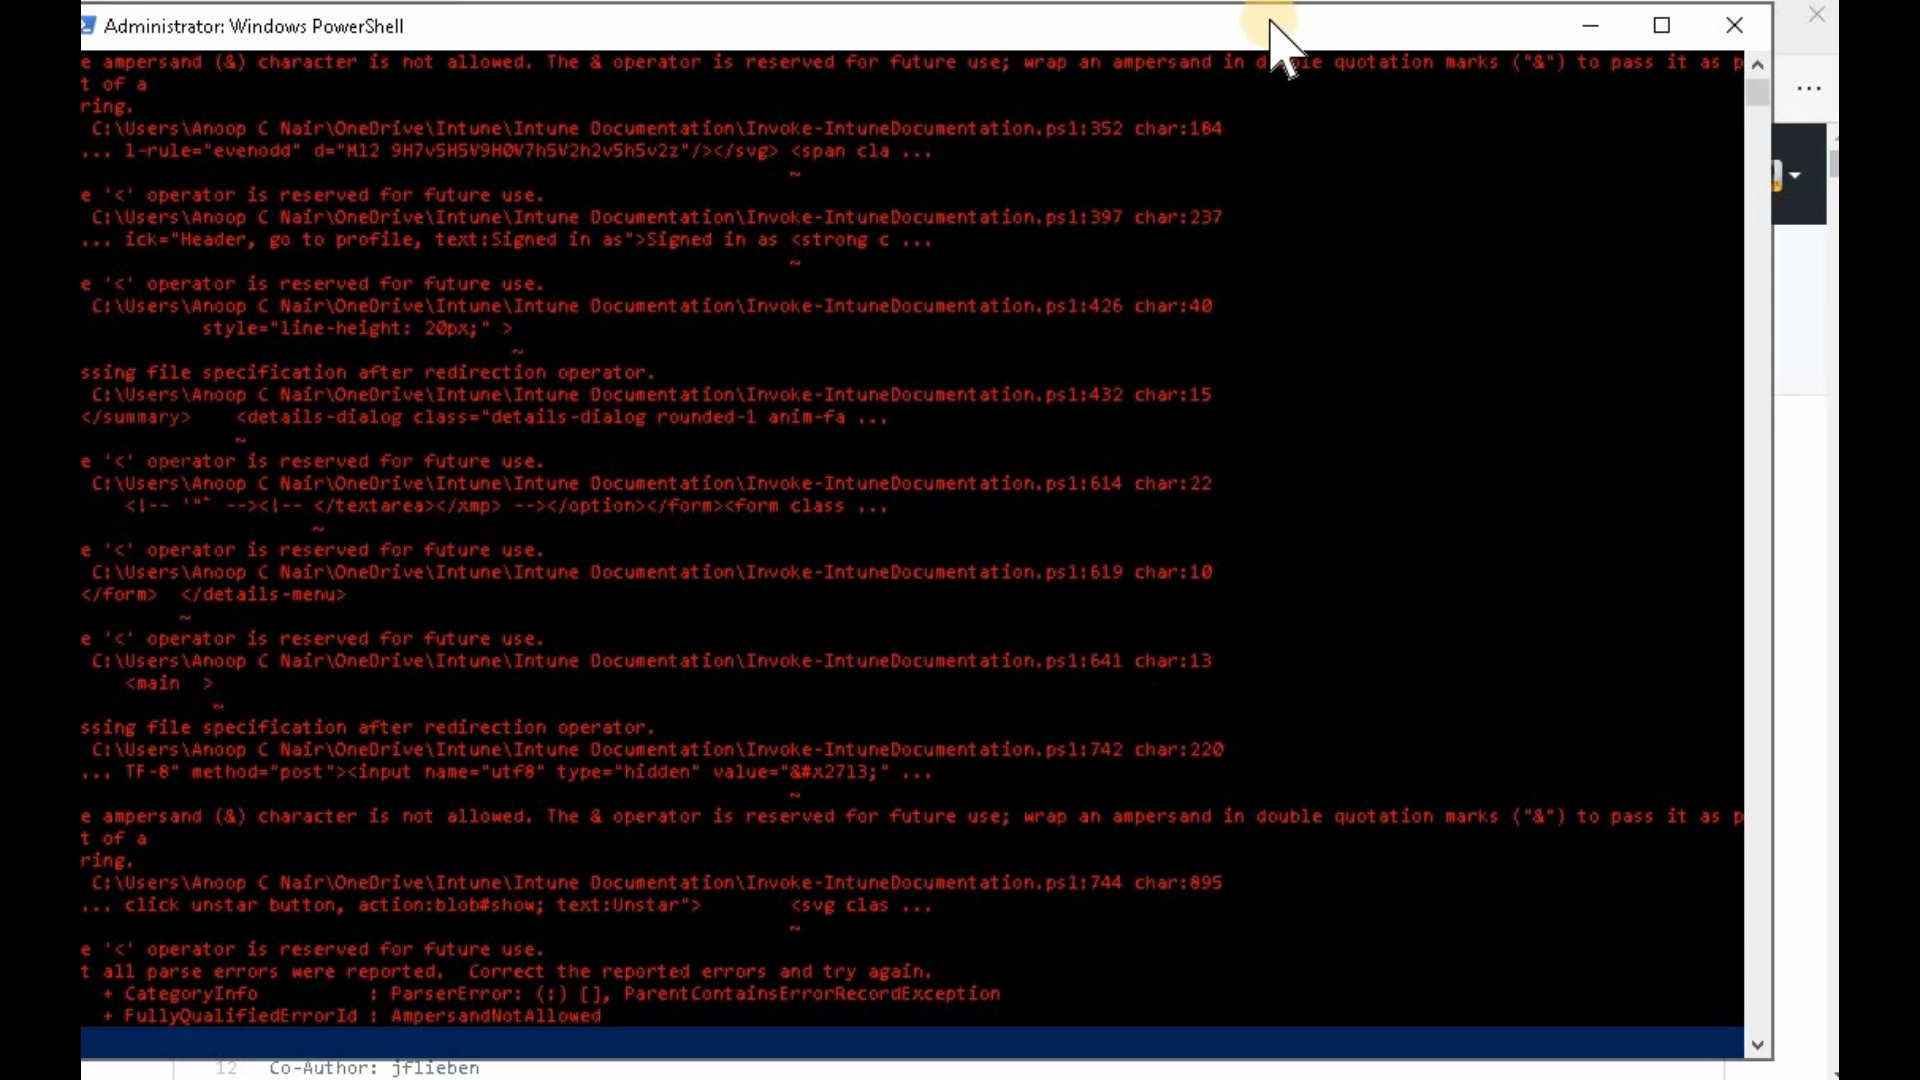 Administrator: Windows PowerShell
e ampersand (&) character is not allowed. The & operator is reserved for future use; wrap an ampersand in double quotation marks ("&") to pass it as p
t of a
ring.
C:\Users\Anoop C Nair\OneDrive\Intune\Intune Documentation\Invoke-IntuneDocumentation.ps1:352 char:184
... l-rule="evenodd" d="M12 9H7v5H5V9H0V7h5V2h2v5h5v2z"/></svg> <span cla ...
~
e '<' operator is reserved for future use.
C:\Users\Anoop C Nair\OneDrive\Intune\Intune Documentation\Invoke-IntuneDocumentation.ps1:397 char:237
... ick="Header, go to profile, text:Signed in as">Signed in as <strong c ...
~
e '<' operator is reserved for future use.
C:\Users\Anoop C Nair\OneDrive\Intune\Intune Documentation\Invoke-IntuneDocumentation.ps1:426 char:40
style="line-height: 20px;" >
~
ssing file specification after redirection operator.
C:\Users\Anoop C Nair\OneDrive\Intune\Intune Documentation\Invoke-IntuneDocumentation.ps1:432 char:15
</summary> <details-dialog class="details-dialog rounded-1 anim-fa ...
~
e '<' operator is reserved for future use.
C:\Users\Anoop C Nair\OneDrive\Intune\Intune Documentation\Invoke-IntuneDocumentation.ps1:614 char:22
<!-- '"` --><!-- </textarea></xmp> --></option></form><form class ...
~
e '<' operator is reserved for future use.
C:\Users\Anoop C Nair\OneDrive\Intune\Intune Documentation\Invoke-IntuneDocumentation.ps1:619 char:10
</form> </details-menu>
~
e '<' operator is reserved for future use.
C:\Users\Anoop C Nair\OneDrive\Intune\Intune Documentation\Invoke-IntuneDocumentation.ps1:641 char:13
<main >
~
ssing file specification after redirection operator.
C:\Users\Anoop C Nair\OneDrive\Intune\Intune Documentation\Invoke-IntuneDocumentation.ps1:742 char:220
... TF-8" method="post"><input name="utf8" type="hidden" value="&#x2713;" ...
~
e ampersand (&) character is not allowed. The & operator is reserved for future use; wrap an ampersand in double quotation marks ("&") to pass it as p
t of a
ring.
C:\Users\Anoop C Nair\OneDrive\Intune\Intune Documentation\Invoke-IntuneDocumentation.ps1:744 char:895
... click unstar button, action:blob#show; text:Unstar"> <svg clas ...
~
e '<' operator is reserved for future use.
t all parse errors were reported. Correct the reported errors and try again.
+ CategoryInfo : ParserError: (:) [], ParentContainsErrorRecordException
+ FullyQualifiedErrorId : AmpersandNotAllowed
12 Co-Author: jflieben